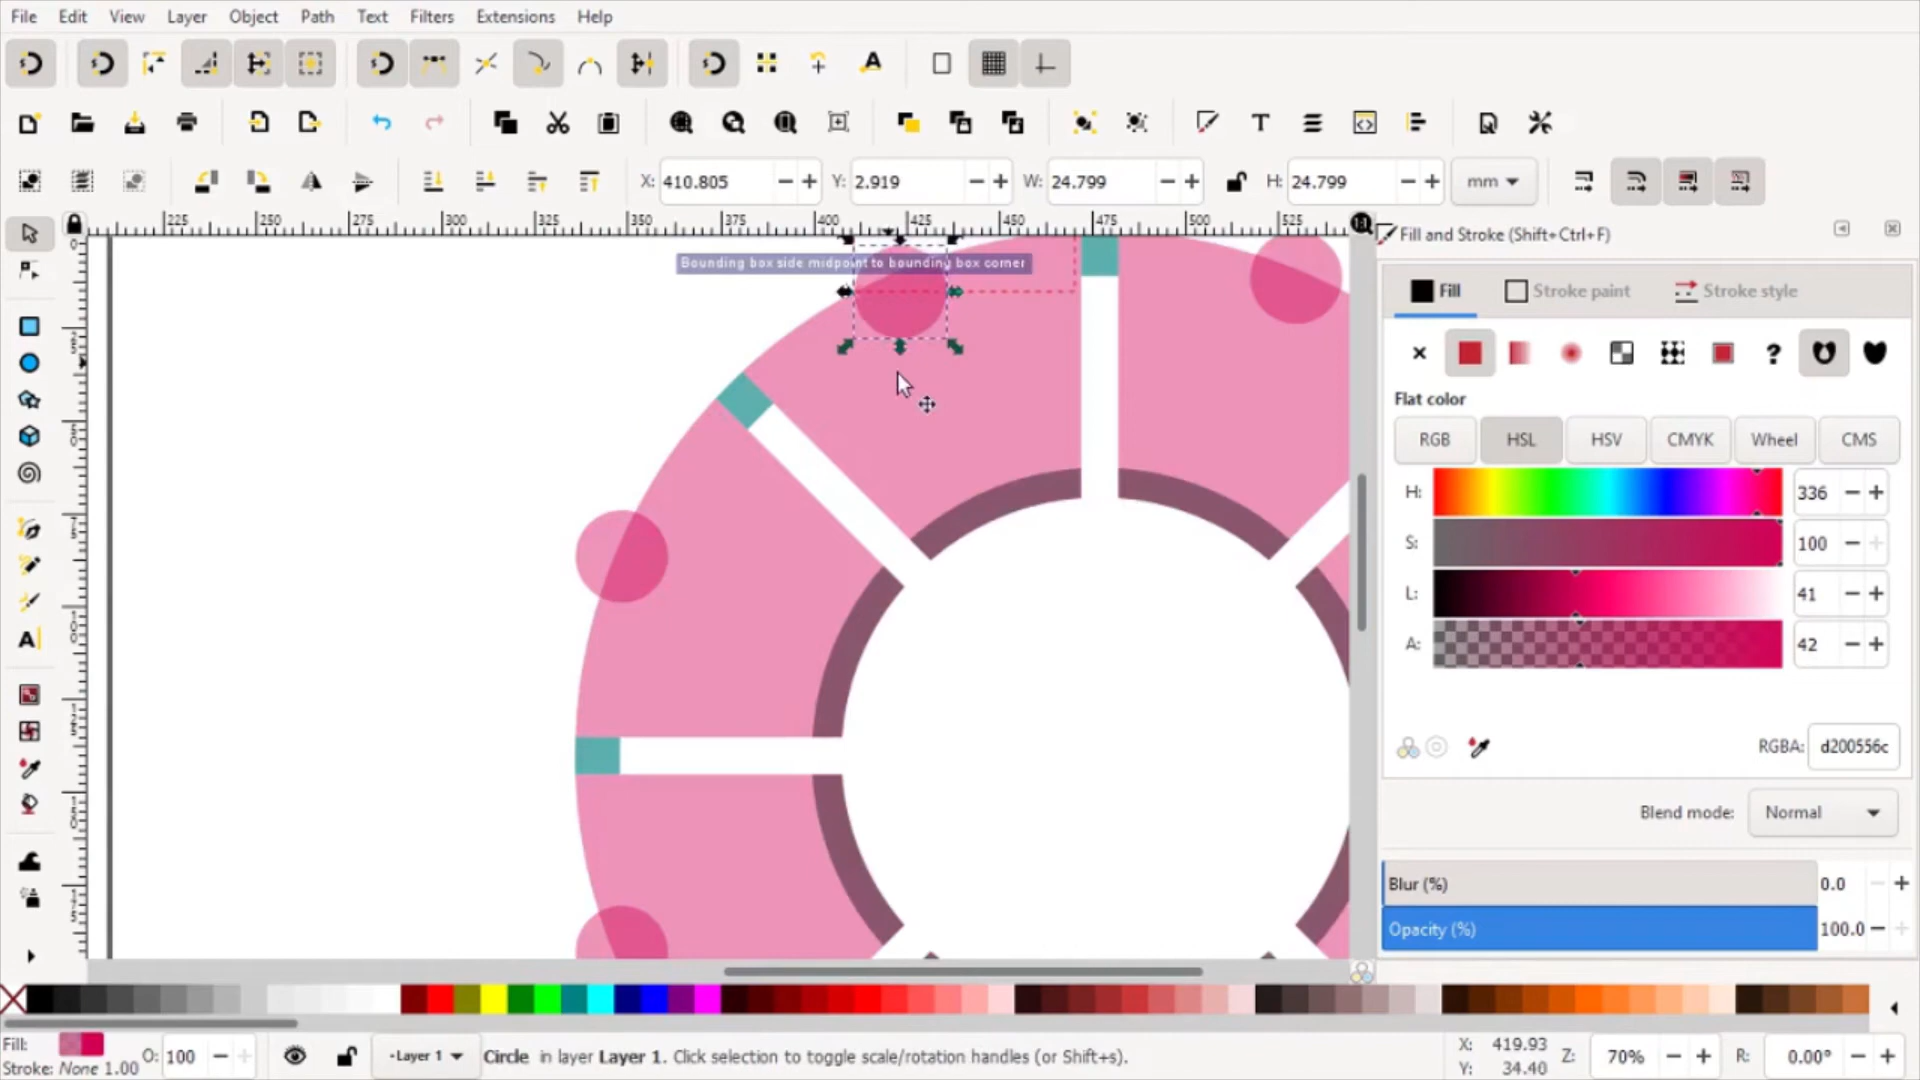 File Edit View Layer Object Path Text Filters Extensions Help
X: 410.805 Y: 2.919 W: 24.799 H: 24.799 mm
225 250 275 300 325 350 375 400 425 450 475 500 525 1:1
Fill and Stroke (Shift+Ctrl+F)
Bounding box side midpoint to bounding box corner
Fill Stroke paint Stroke style
?
Flat color
RGB HSL HSV CMYK Wheel CMS
H: 336
S: 100
L: 41
A: 42
RGBA: d200556c
Blend mode: Normal
Blur (%) 0.0
Opacity (%) 100.0
Fill:
Stroke: None 1.00
O: 100
-Layer 1
Circle in layer Layer 1. Click selection to toggle scale/rotation handles (or Shift+s).
X: 419.93
Y: 34.40
Z: 70% R: 0.00°